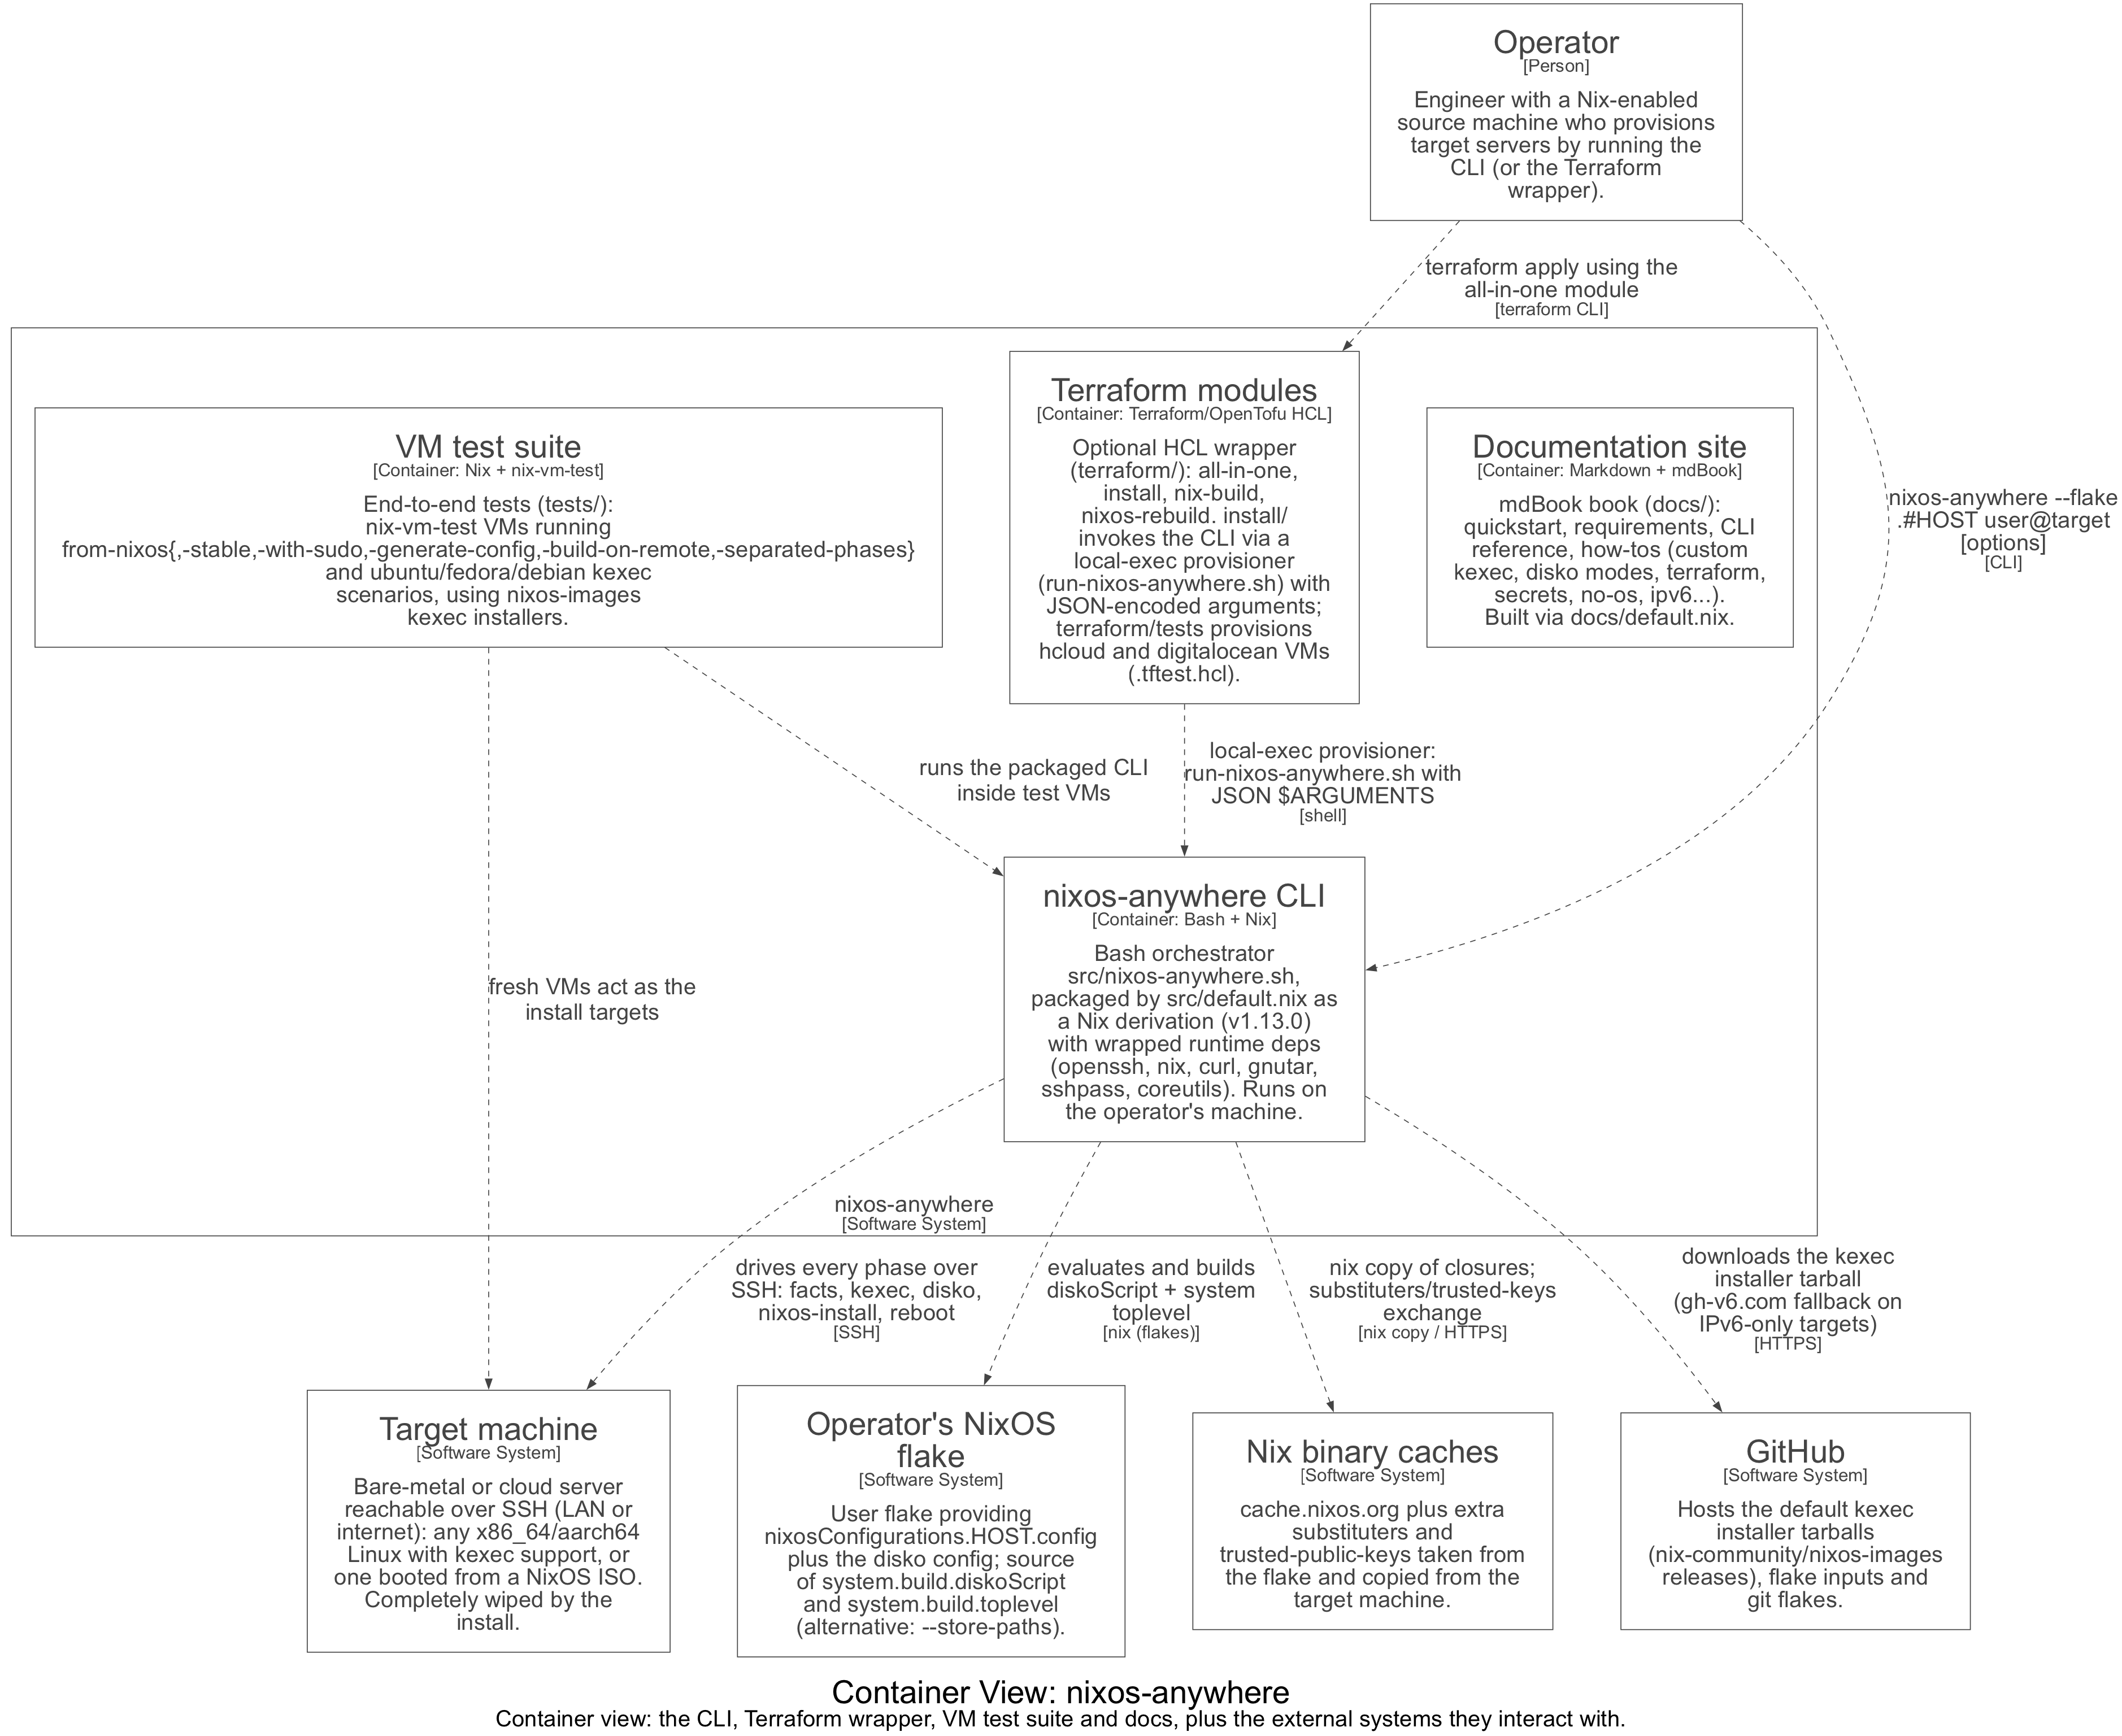 Operator
[Person]
Engineer with a Nix-enabled
source machine who provisions
target servers by running the
CLI (or the Terraform
wrapper).
terraform apply using the
all-in-one module
[terraform CLI]
nixos-anywhere --flake
.#HOST user@target
[options]
[CLI]
VM test suite
[Container: Nix + nix-vm-test]
End-to-end tests (tests/):
nix-vm-test VMs running
from-nixos{,-stable,-with-sudo,-generate-config,-build-on-remote,-separated-phases}
and ubuntu/fedora/debian kexec
scenarios, using nixos-images
kexec installers.
Terraform modules
[Container: Terraform/OpenTofu HCL]
Optional HCL wrapper
(terraform/): all-in-one,
install, nix-build,
nixos-rebuild. install/
invokes the CLI via a
local-exec provisioner
(run-nixos-anywhere.sh) with
JSON-encoded arguments;
terraform/tests provisions
hcloud and digitalocean VMs
(.tftest.hcl).
Documentation site
[Container: Markdown + mdBook]
mdBook book (docs/):
quickstart, requirements, CLI
reference, how-tos (custom
kexec, disko modes, terraform,
secrets, no-os, ipv6...).
Built via docs/default.nix.
runs the packaged CLI
inside test VMs
local-exec provisioner:
run-nixos-anywhere.sh with
JSON $ARGUMENTS
[shell]
nixos-anywhere CLI
[Container: Bash + Nix]
Bash orchestrator
src/nixos-anywhere.sh,
packaged by src/default.nix as
a Nix derivation (v1.13.0)
with wrapped runtime deps
(openssh, nix, curl, gnutar,
sshpass, coreutils). Runs on
the operator's machine.
fresh VMs act as the
install targets
nixos-anywhere
[Software System]
drives every phase over
SSH: facts, kexec, disko,
nixos-install, reboot
[SSH]
evaluates and builds
diskoScript + system
toplevel
[nix (flakes)]
nix copy of closures;
substituters/trusted-keys
exchange
[nix copy / HTTPS]
downloads the kexec
installer tarball
(gh-v6.com fallback on
IPv6-only targets)
[HTTPS]
Target machine
[Software System]
Bare-metal or cloud server
reachable over SSH (LAN or
internet): any x86_64/aarch64
Linux with kexec support, or
one booted from a NixOS ISO.
Completely wiped by the
install.
Operator's NixOS
flake
[Software System]
User flake providing
nixosConfigurations.HOST.config
plus the disko config; source
of system.build.diskoScript
and system.build.toplevel
(alternative: --store-paths).
Nix binary caches
[Software System]
cache.nixos.org plus extra
substituters and
trusted-public-keys taken from
the flake and copied from the
target machine.
GitHub
[Software System]
Hosts the default kexec
installer tarballs
(nix-community/nixos-images
releases), flake inputs and
git flakes.
Container View: nixos-anywhere
Container view: the CLI, Terraform wrapper, VM test suite and docs, plus the external systems they interact with.